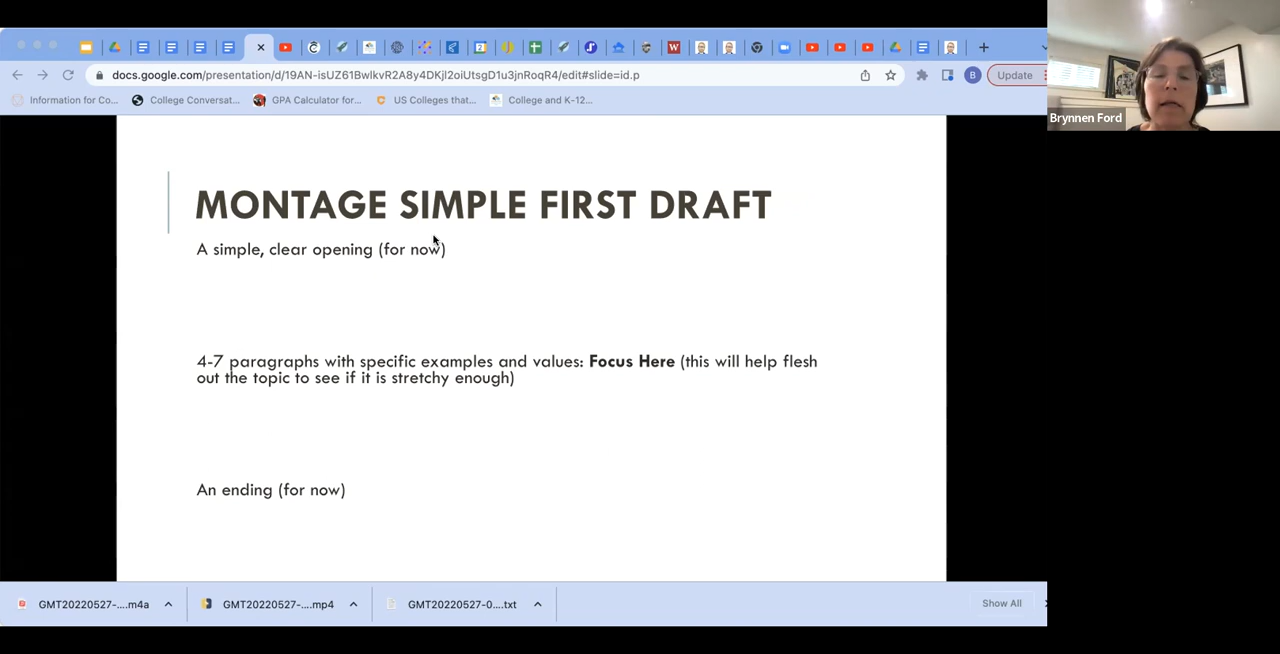 docs.google.com/presentation/d/19AN-isUZ61BwlkvR2A8y4DKjl2oiUtsgD1u3jnRoqR4/edit#slide=id.p
B
Update
Information for Co...
College Conversat...
GPA Calculator for...
US Colleges that...
College and K-12...
Brynnen Ford
MONTAGE SIMPLE FIRST DRAFT
A simple, clear opening (for now)
4-7 paragraphs with specific examples and values: Focus Here (this will help flesh
out the topic to see if it is stretchy enough)
An ending (for now)
GMT20220527-....m4a
GMT20220527-....mp4
GMT20220527-0....txt
Show All